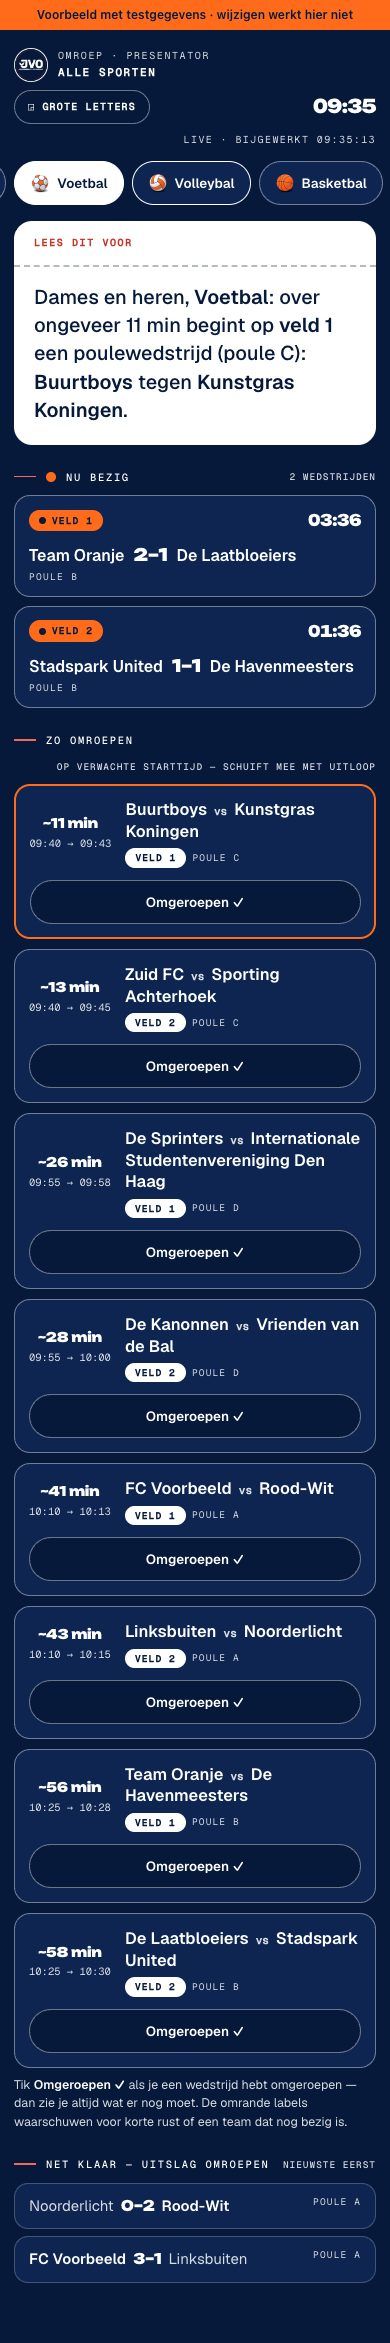 Voorbeeld met testgegevens · wijzigen werkt hier niet
JVO
OMROEP · PRESENTATOR
ALLE SPORTEN
GROTE LETTERS
09:35
LIVE · BIJGEWERKT 09:35:13
Voetbal
Volleybal
Basketbal
LEES DIT VOOR
Dames en heren, Voetbal: over
ongeveer 11 min begint op veld 1
een poulewedstrijd (poule C):
Buurtboys tegen Kunstgras
Koningen.
NU BEZIG
2 WEDSTRIJDEN
VELD 1
03:36
Team Oranje 2–1 De Laatbloeiers
POULE B
VELD 2
01:36
Stadspark United 1–1 De Havenmeesters
POULE B
ZO OMROEPEN
OP VERWACHTE STARTTIJD — SCHUIFT MEE MET UITLOOP
~11 min
09:40 → 09:43
Buurtboys vs Kunstgras
Koningen
VELD 1 POULE C
Omgeroepen ✓
~13 min
09:40 → 09:45
Zuid FC vs Sporting
Achterhoek
VELD 2 POULE C
Omgeroepen ✓
~26 min
09:55 → 09:58
De Sprinters vs Internationale
Studentenvereniging Den
Haag
VELD 1 POULE D
Omgeroepen ✓
~28 min
09:55 → 10:00
De Kanonnen vs Vrienden van
de Bal
VELD 2 POULE D
Omgeroepen ✓
~41 min
10:10 → 10:13
FC Voorbeeld vs Rood-Wit
VELD 1 POULE A
Omgeroepen ✓
~43 min
10:10 → 10:15
Linksbuiten vs Noorderlicht
VELD 2 POULE A
Omgeroepen ✓
~56 min
10:25 → 10:28
Team Oranje vs De
Havenmeesters
VELD 1 POULE B
Omgeroepen ✓
~58 min
10:25 → 10:30
De Laatbloeiers vs Stadspark
United
VELD 2 POULE B
Omgeroepen ✓
Tik Omgeroepen ✓ als je een wedstrijd hebt omgeroepen —
dan zie je altijd wat er nog moet. De omrande labels
waarschuwen voor korte rust of een team dat nog bezig is.
NET KLAAR — UITSLAG OMROEPEN
NIEUWSTE EERST
Noorderlicht 0–2 Rood-Wit
POULE A
FC Voorbeeld 3–1 Linksbuiten
POULE A